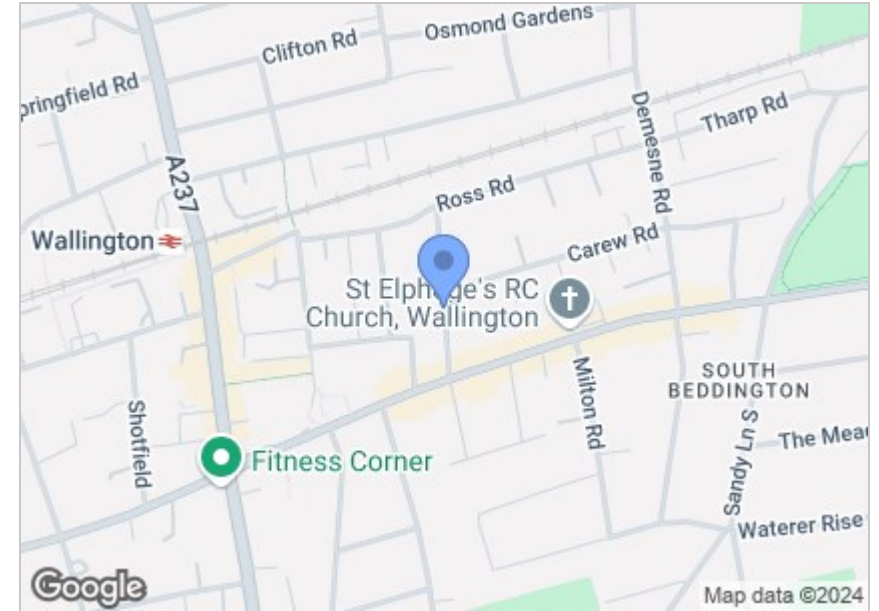 Osmond Gardens
Clifton Rd
pringfield Rd
Demesne Rd
Tharp Rd
A237
Ross Rd
Wallington
Carew Rd
St Elphege's RC
Church, Wallington
SOUTH
BEDDINGTON
Milton Rd
Shotfield
Sandy Ln S
The Mea
Fitness Corner
Waterer Rise
Google
Map data ©2024